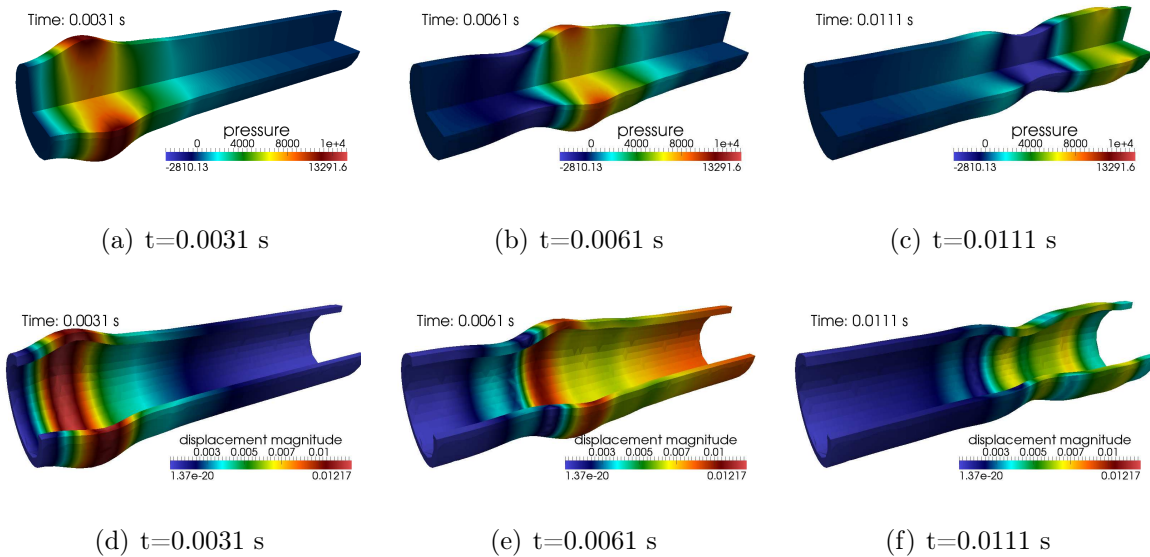 Time: 0.0031 s
pressure
0 4000 8000 1e+4
-2810.13 13291.6
(a) t=0.0031 s
Time: 0.0061 s
pressure
0 4000 8000 1e+4
-2810.13 13291.6
(b) t=0.0061 s
Time: 0.0111 s
pressure
0 4000 8000 1e+4
-2810.13 13291.6
(c) t=0.0111 s
Time: 0.0031 s
displacement magnitude
0.003 0.005 0.007 0.01
1.37e-20 0.01217
(d) t=0.0031 s
Time: 0.0061 s
displacement magnitude
0.003 0.005 0.007 0.01
1.37e-20 0.01217
(e) t=0.0061 s
Time: 0.0111 s
displacement magnitude
0.003 0.005 0.007 0.01
1.37e-20 0.01217
(f) t=0.0111 s